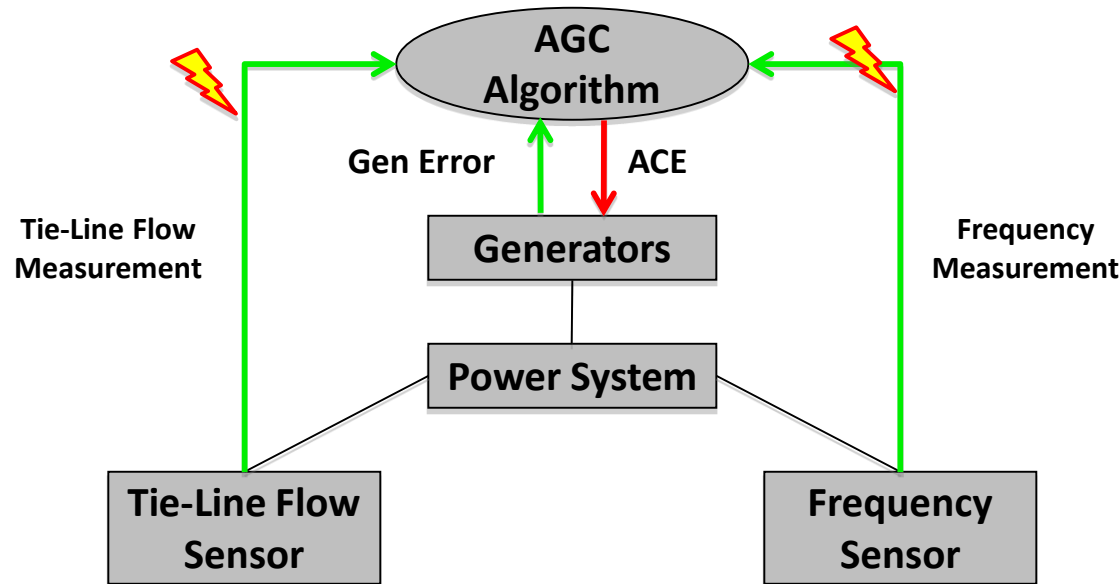 AGC
Algorithm
Gen Error
ACE
Tie-Line Flow
Measurement
Generators
Frequency
Measurement
Power System
Tie-Line Flow
Sensor
Frequency
Sensor